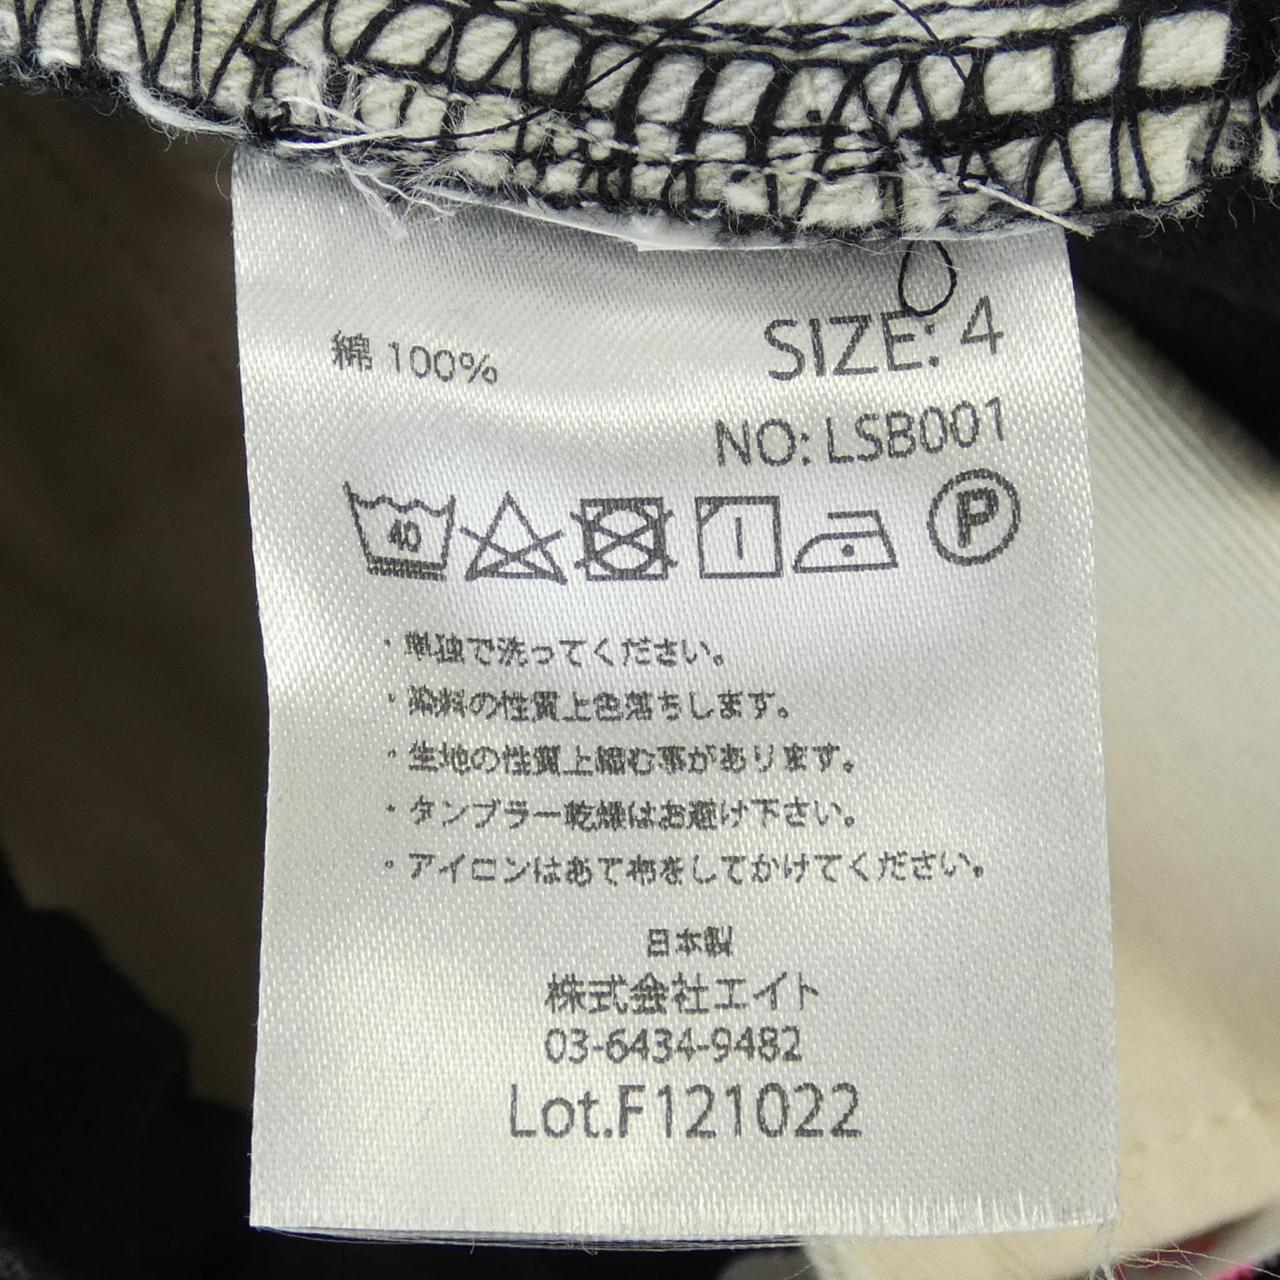 綿 100%
SIZE: 4
NO: LSB001
40
P
・単独で洗ってください。
・染料の性質上色落ちします。
・生地の性質上縮む事があります。
・タンブラー乾燥はお避け下さい。
・アイロンはあて布をしてかけてください。
日本製
株式会社エイト
03-6434-9482
Lot.F121022